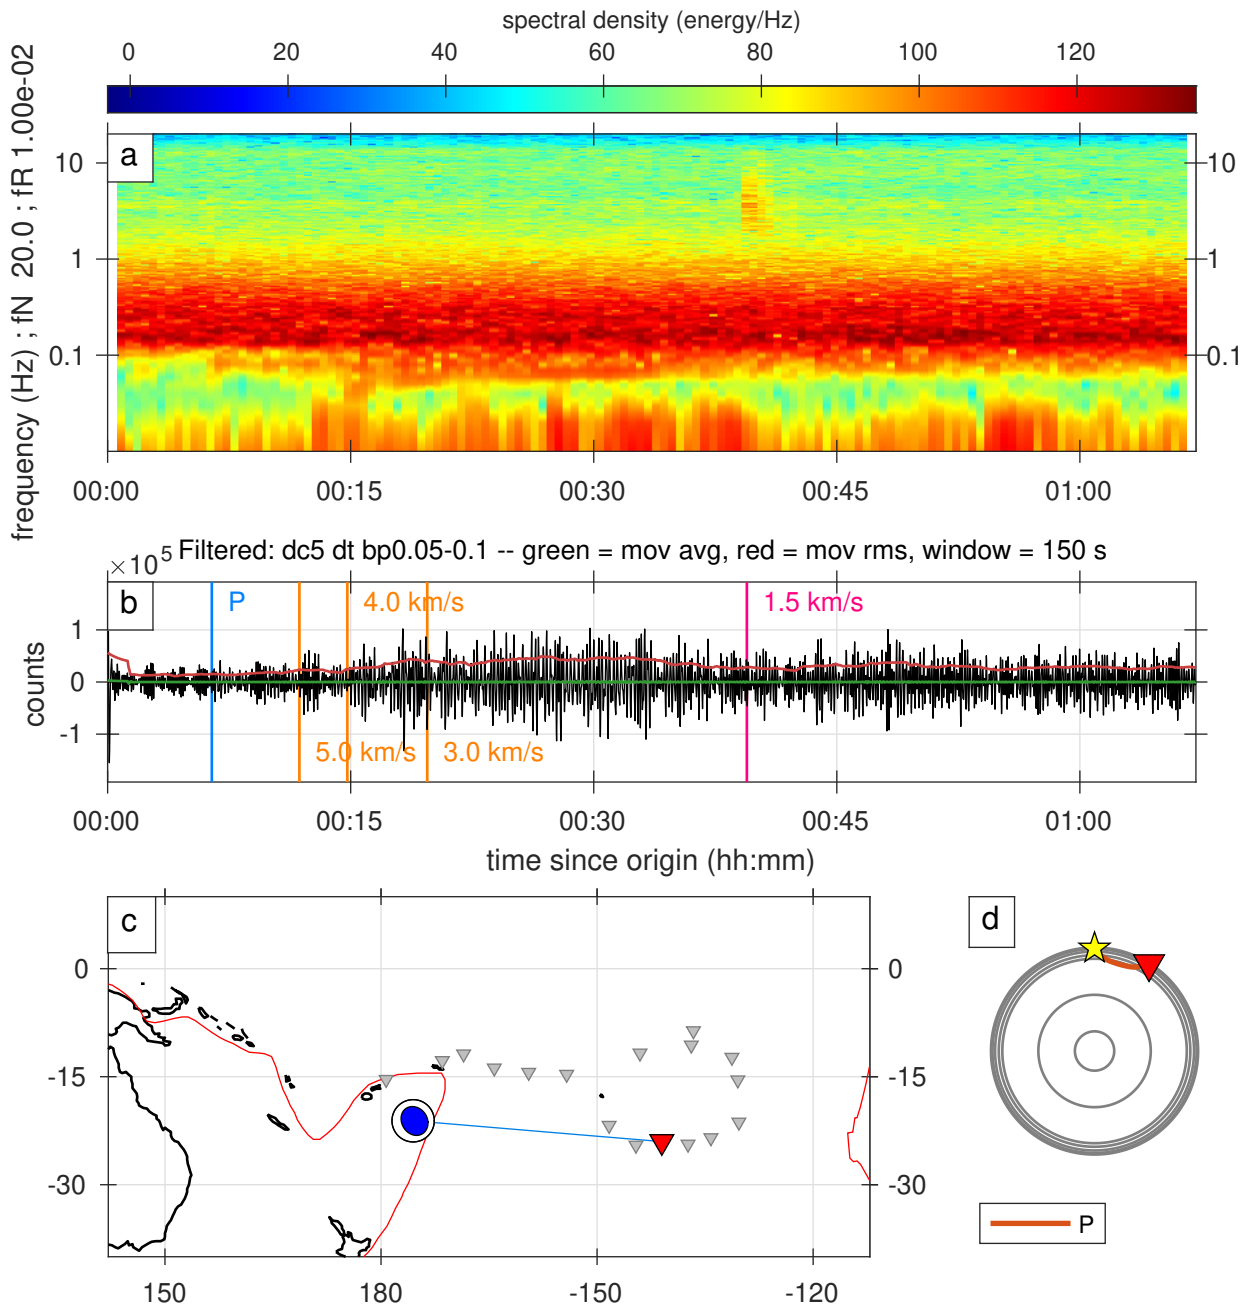 spectral density (energy/Hz)
0 20 40 60 80 100 120
frequency (Hz) ; fN 20.0 ; fR 1.00e-02
a
10 10
1 1
0.1 0.1
00:00 00:15 00:30 00:45 01:00
×10^5 Filtered: dc5 dt bp0.05-0.1 -- green = mov avg, red = mov rms, window = 150 s
b
P 4.0 km/s 1.5 km/s
counts
1
0
-1
5.0 km/s 3.0 km/s
00:00 00:15 00:30 00:45 01:00
time since origin (hh:mm)
c
d
0 0
-15 -15
-30 -30
150 180 -150 -120
P